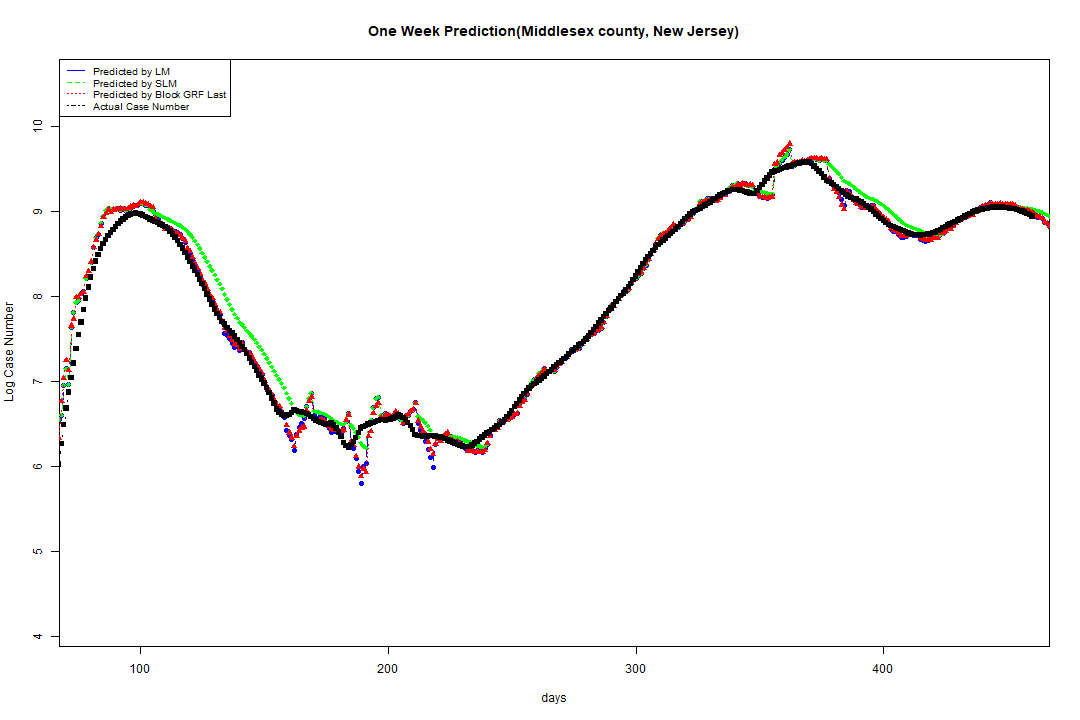 One Week Prediction(Middlesex county, New Jersey)
Predicted by LM
Predicted by SLM
Predicted by Block GRF Last
Actual Case Number
10
9
8
7
6
5
4
Log Case Number
100 200 300 400
days